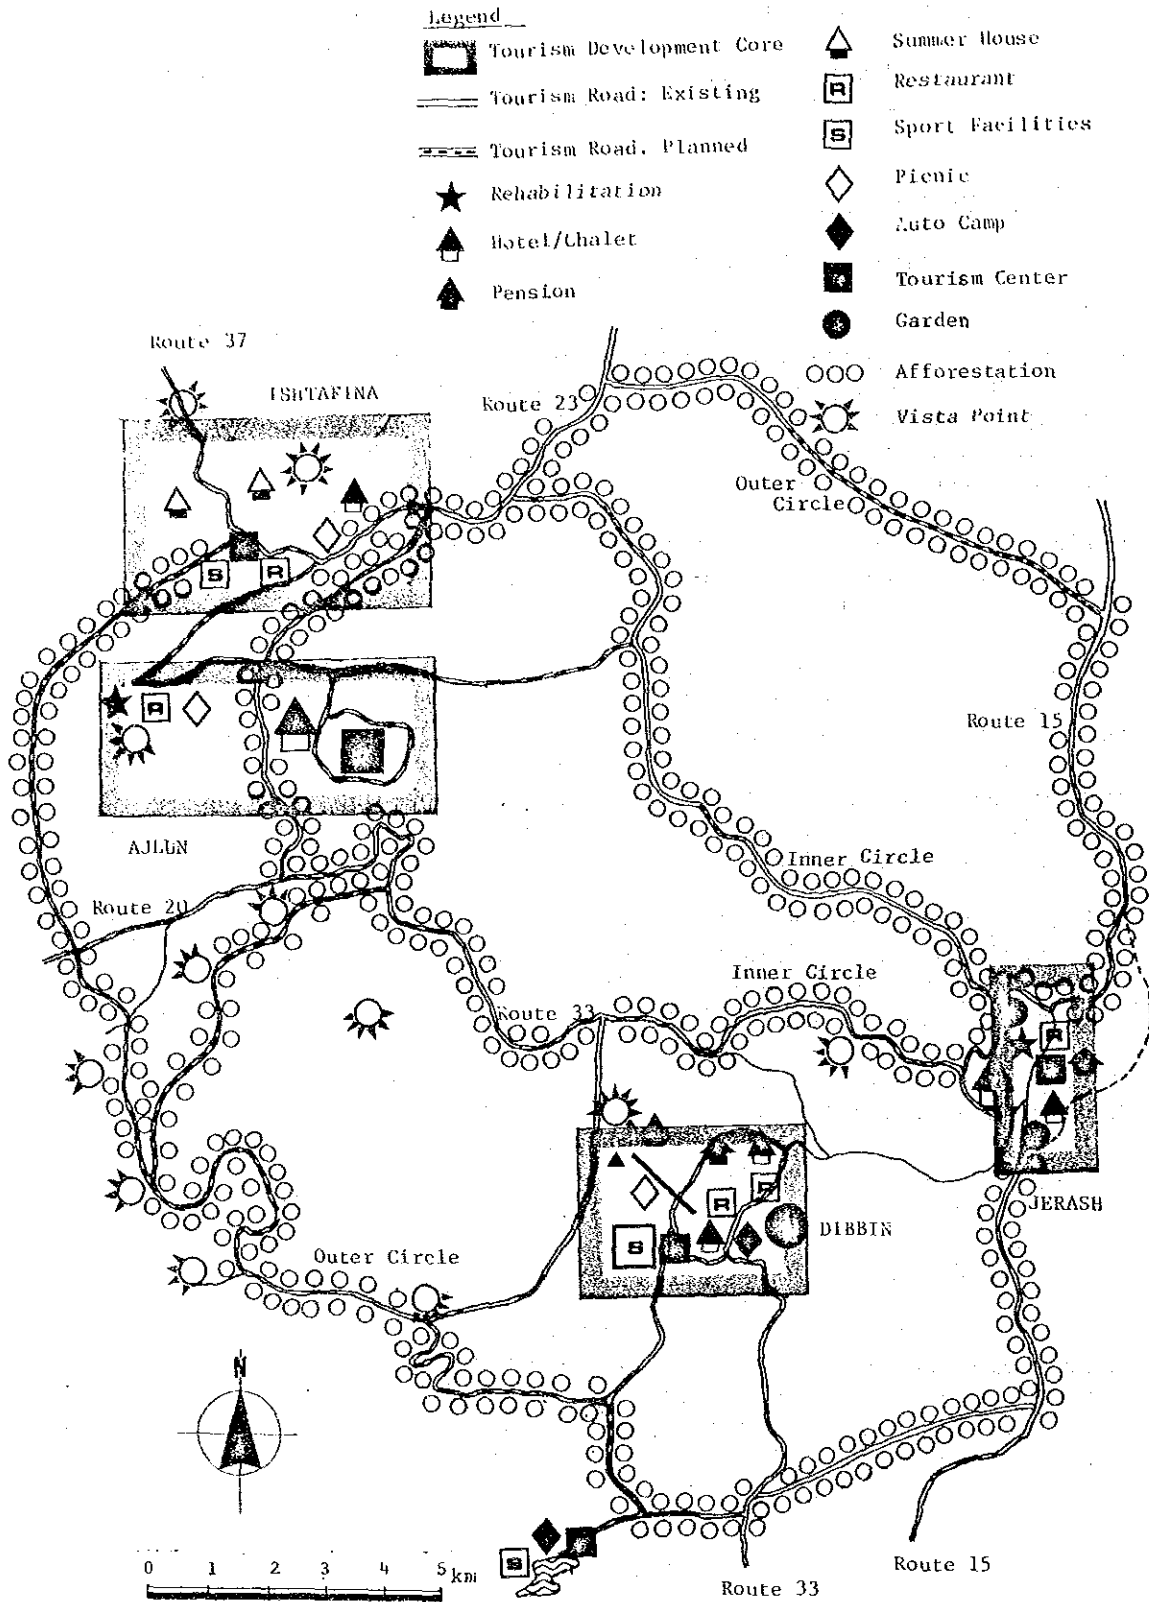 Legend
Tourism Development Core
Tourism Road: Existing
Tourism Road. Planned
Rehabilitation
Hotel/Chalet
Pension
Summer House
R Restaurant
S Sport Facilities
Picnic
Auto Camp
Tourism Center
Garden
Afforestation
Vista Point
Route 37
ISHTAFINA
Route 23
Outer
Circle
S
R
Route 15
R
AJLUN
Inner Circle
Route 20
Inner Circle
Route 33
R
JERASH
R
R
S
DIBBIN
Outer Circle
N
S
0 1 2 3 4 5 km
Route 33
Route 15